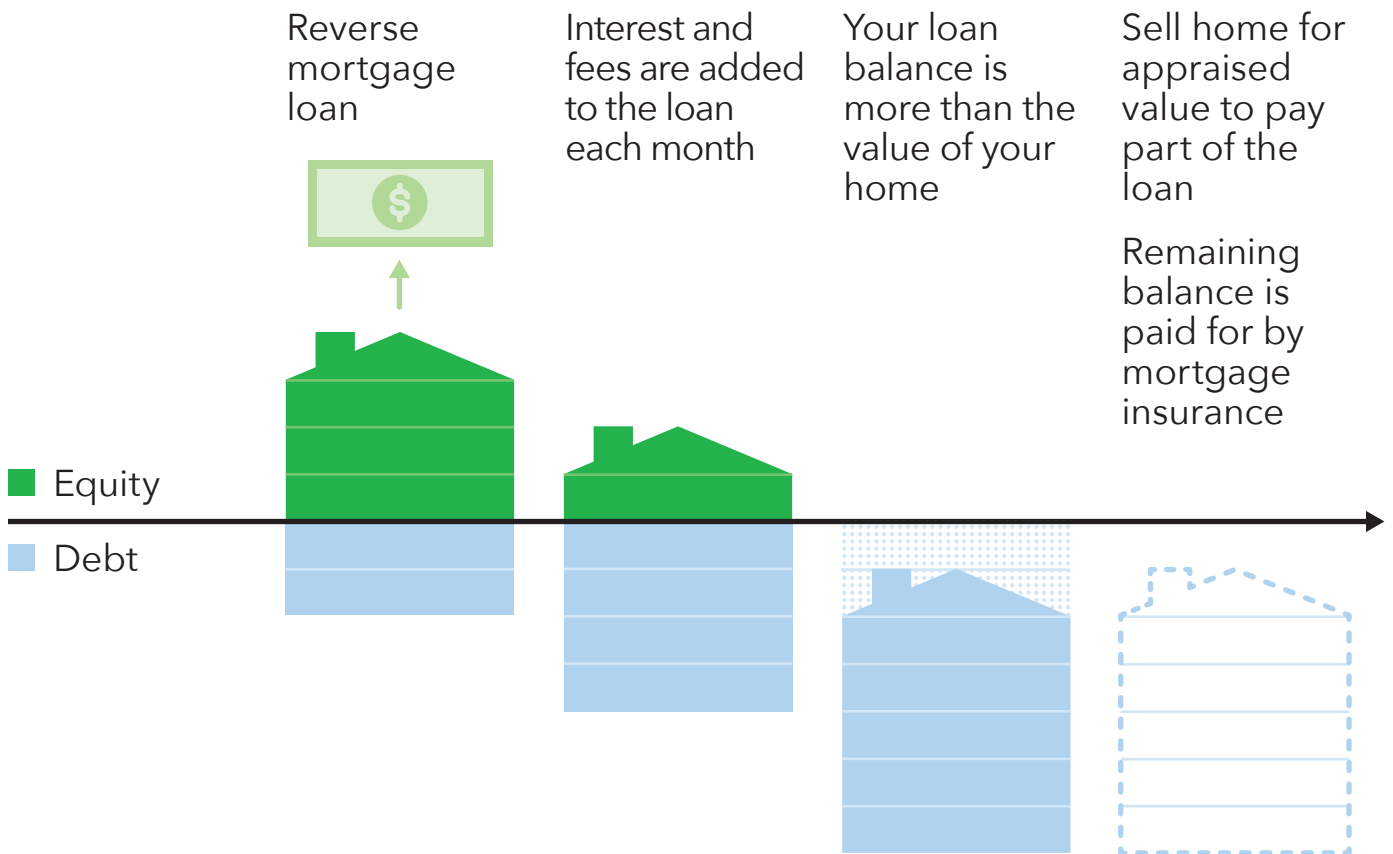 Reverse
mortgage
loan
$
Interest and
fees are added
to the loan
each month
Your loan
balance is
more than the
value of your
home
Sell home for
appraised
value to pay
part of the
loan
Remaining
balance is
paid for by
mortgage
insurance
Equity
Debt